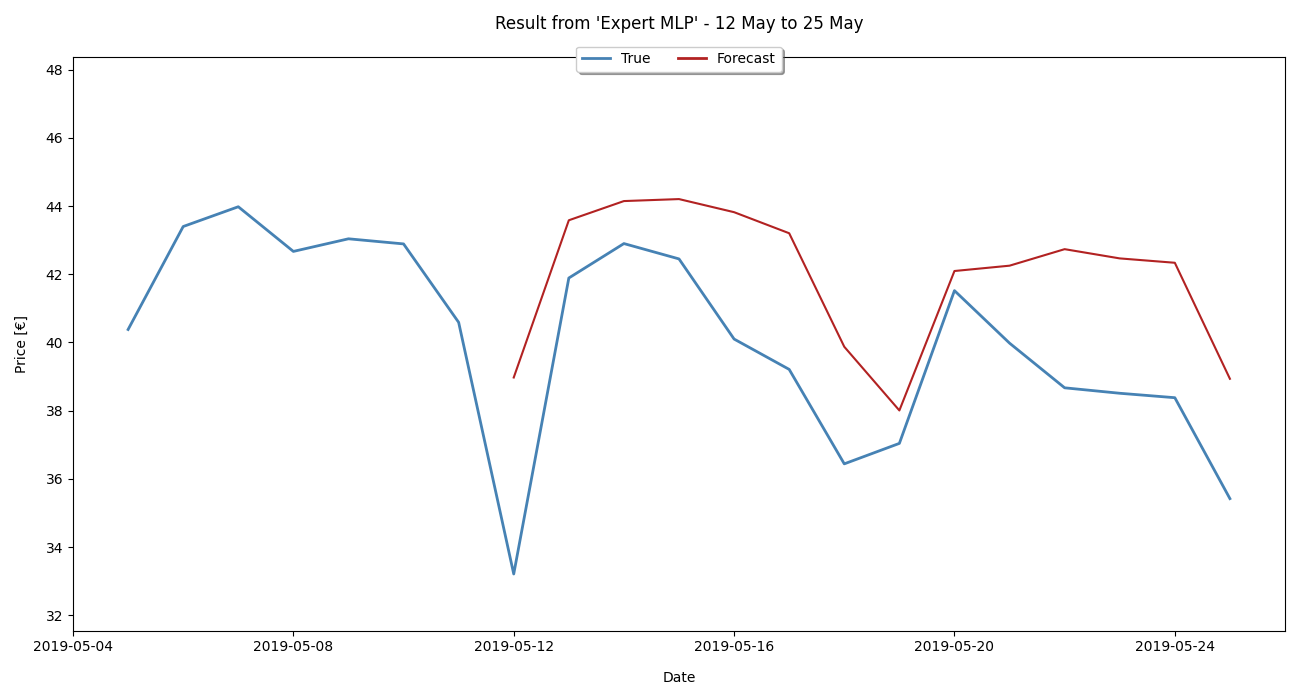 Result from 'Expert MLP' - 12 May to 25 May
True Forecast
48
46
44
42
40
38
36
34
32
Price [€]
2019-05-04 2019-05-08 2019-05-12 2019-05-16 2019-05-20 2019-05-24
Date